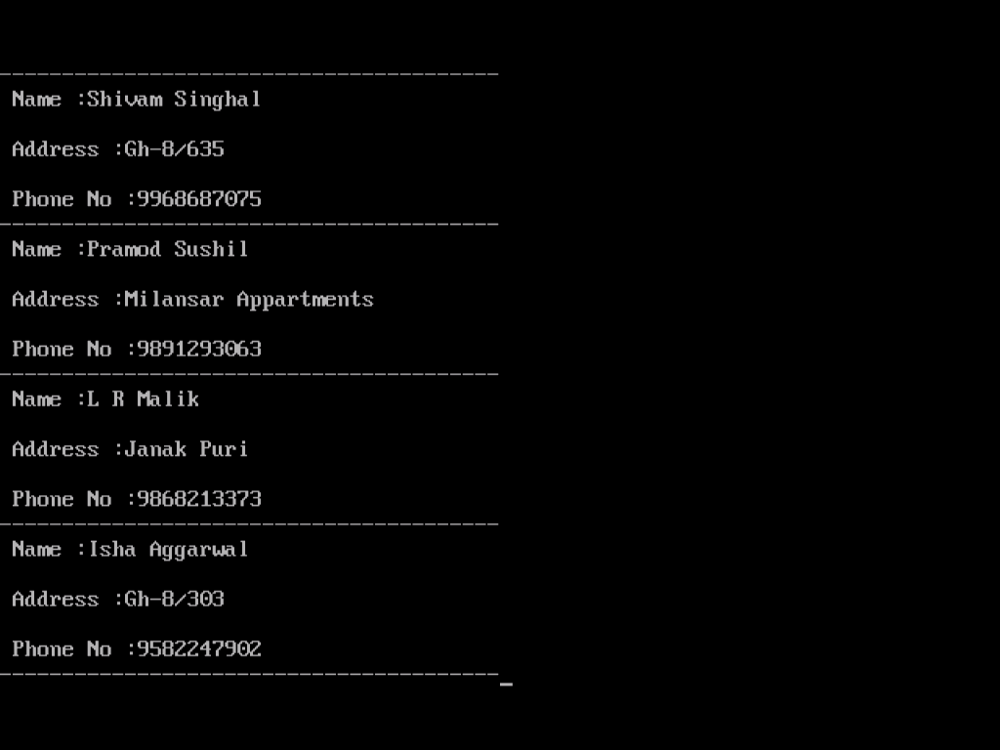 ----------------------------------------
Name :Shivam Singhal
Address :Gh-8/635
Phone No :9968687075
----------------------------------------
Name :Pramod Sushil
Address :Milansar Appartments
Phone No :9891293063
----------------------------------------
Name :L R Malik
Address :Janak Puri
Phone No :9868213373
----------------------------------------
Name :Isha Aggarwal
Address :Gh-8/303
Phone No :9582247902
----------------------------------------_